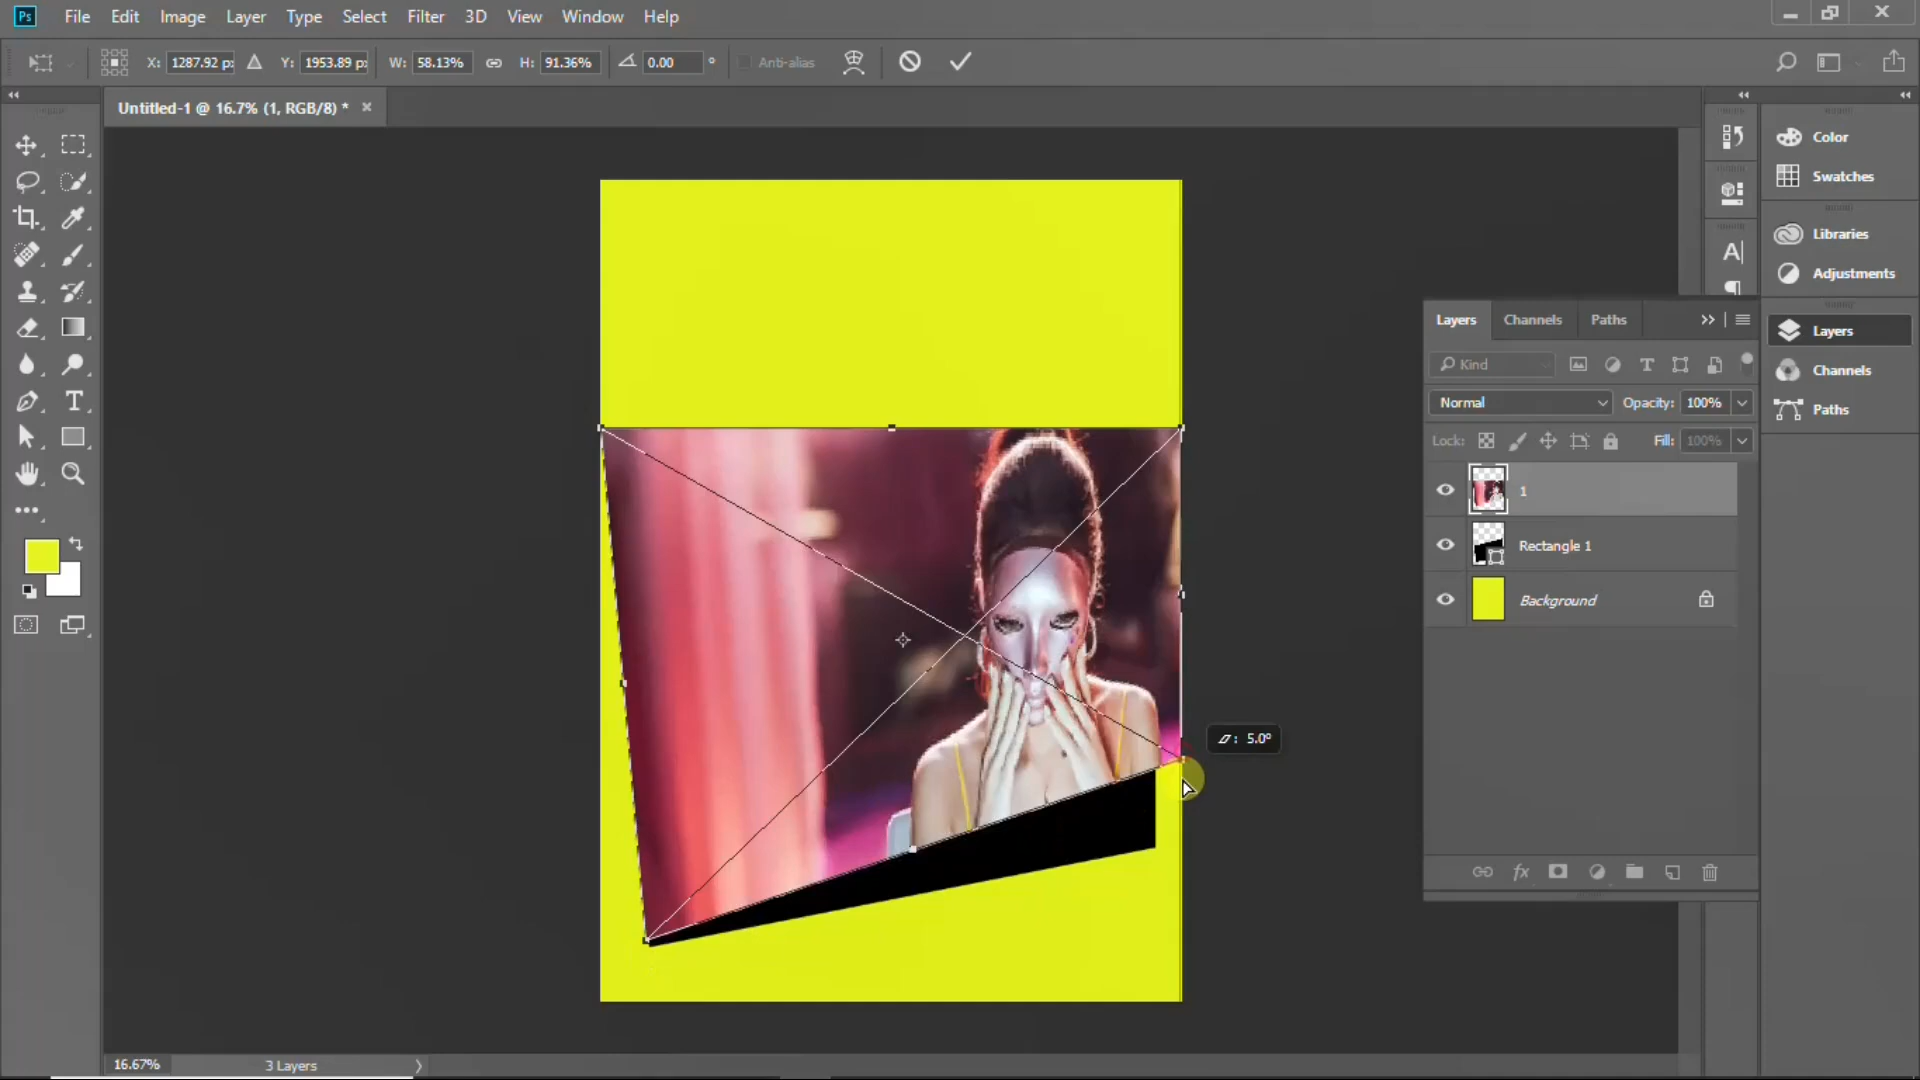 Ps File Edit Image Layer Type Select Filter 3D View Window Help
X: 1287.92 px Y: 1953.89 px W: 58.13% H: 91.36% 0.00 ° Anti-alias
Untitled-1 @ 16.7% (1, RGB/8) * ×
Color
Swatches
Libraries
Adjustments
Layers
Channels
Paths
Layers Channels Paths
Kind
Normal Opacity: 100%
Lock: Fill: 100%
1
Rectangle 1
Background
5.0°
16.67% 3 Layers